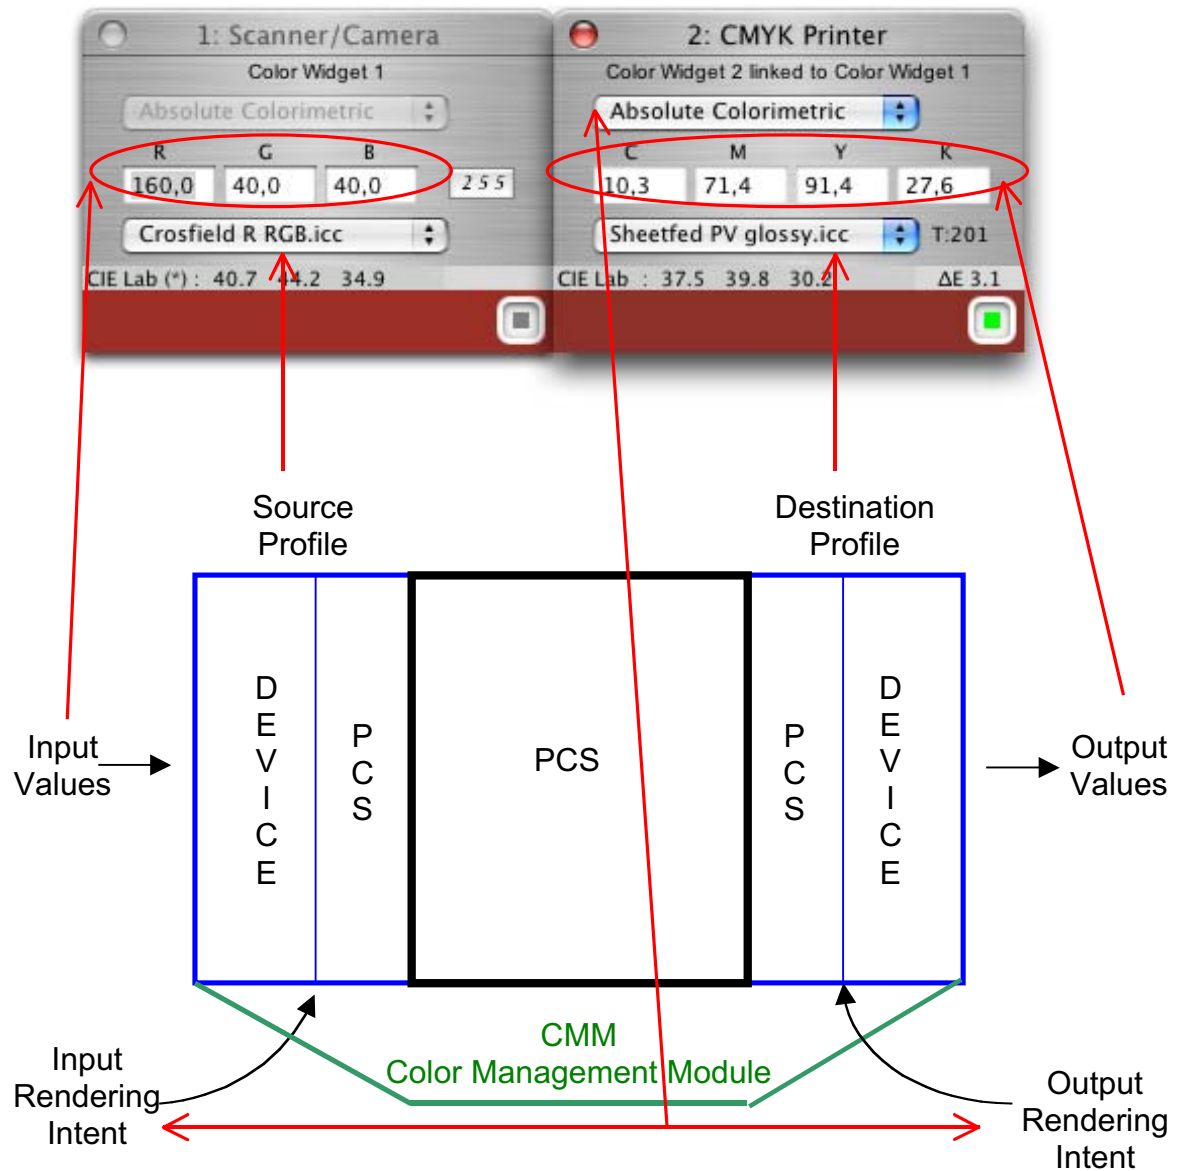 1: Scanner/Camera
Color Widget 1
Absolute Colorimetric
R G B
160,0 40,0 40,0 255
Crosfield R RGB.icc
CIE Lab (*) : 40.7 44.2 34.9
2: CMYK Printer
Color Widget 2 linked to Color Widget 1
Absolute Colorimetric
C M Y K
10,3 71,4 91,4 27,6
Sheetfed PV glossy.icc T:201
CIE Lab : 37.5 39.8 30.2 ΔE 3.1
Source
Profile
Destination
Profile
Input
Values
DEVICE
PCS
PCS
PCS
DEVICE
Output
Values
CMM
Color Management Module
Input
Rendering
Intent
Output
Rendering
Intent